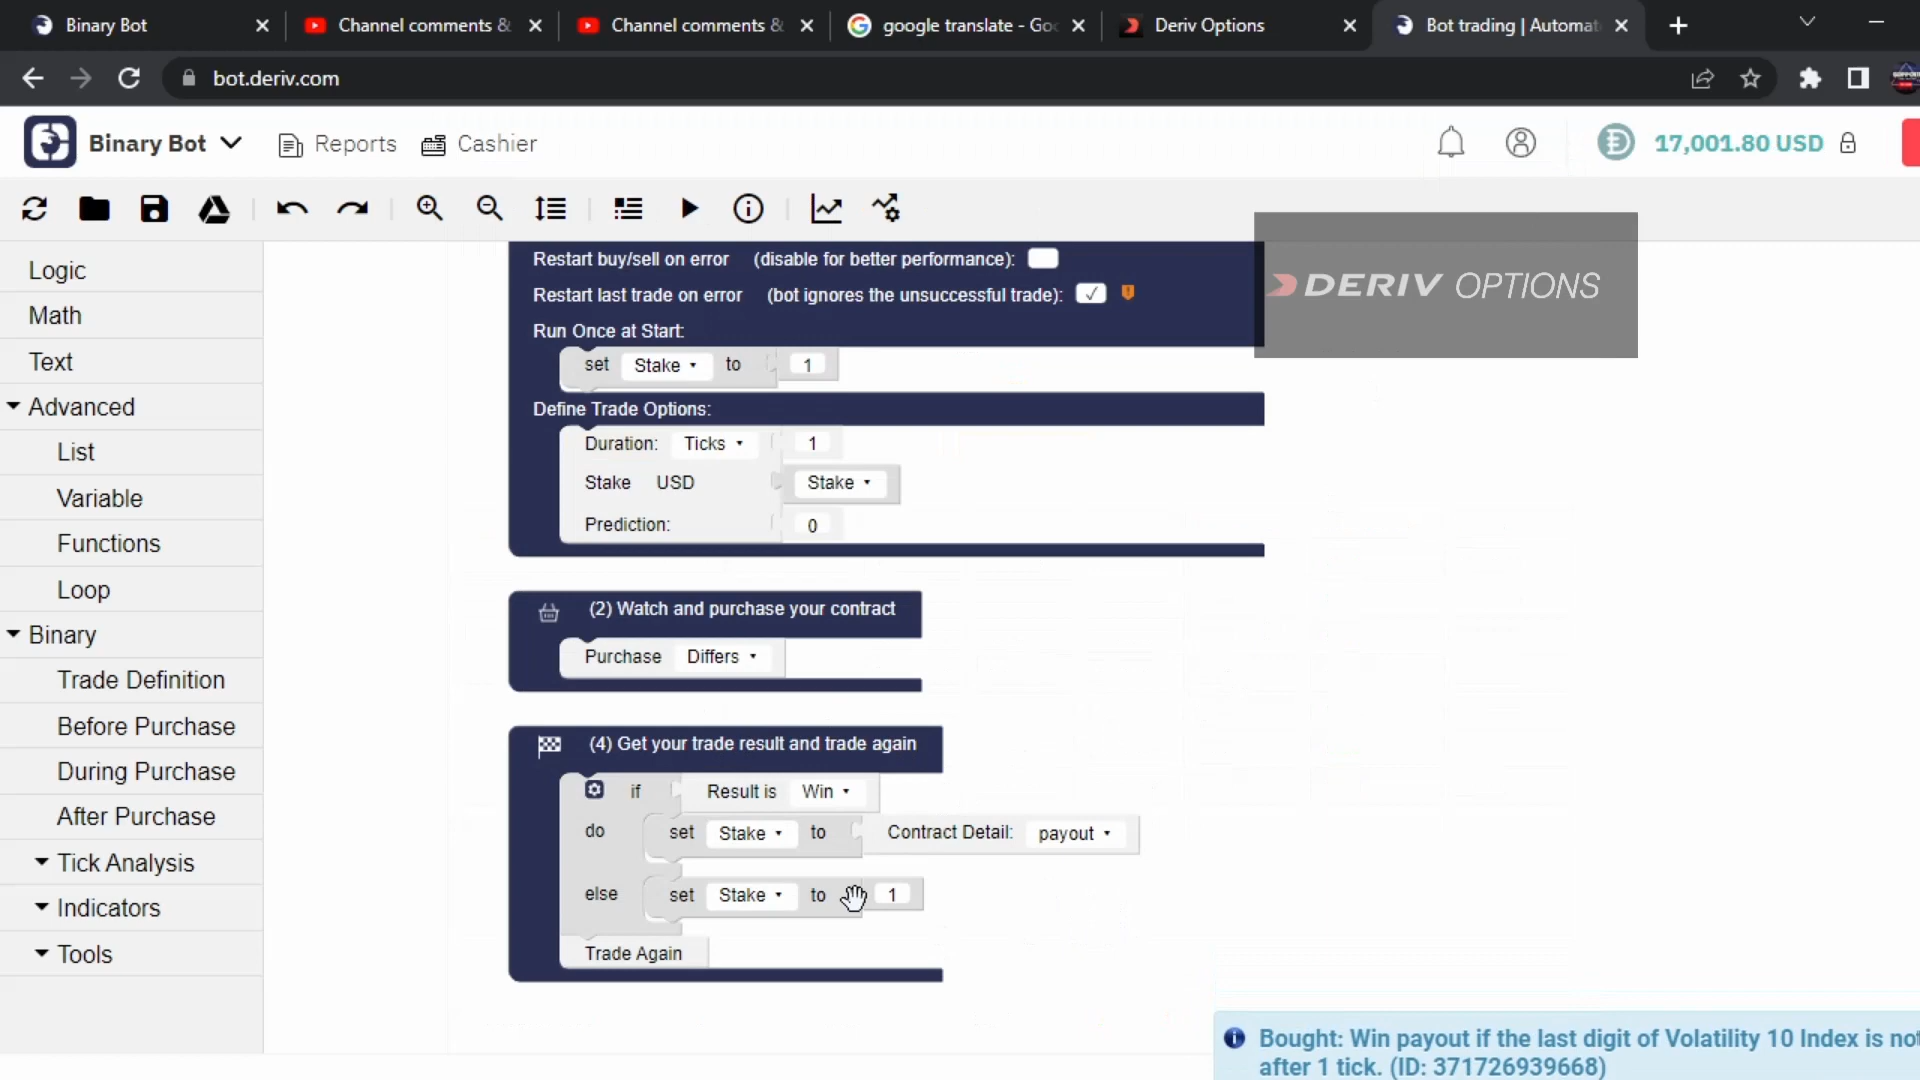 Binary Bot
Channel comments &
Channel comments &
google translate - Go
Deriv Options
Bot trading | Automat
bot.deriv.com
Binary Bot
Reports
Cashier
17,001.80 USD
Logic
Math
Text
Advanced
List
Variable
Functions
Loop
Binary
Trade Definition
Before Purchase
During Purchase
After Purchase
Tick Analysis
Indicators
Tools
Restart buy/sell on error (disable for better performance):
Restart last trade on error (bot ignores the unsuccessful trade):
Run Once at Start:
set Stake to 1
Define Trade Options:
Duration: Ticks 1
Stake USD Stake
Prediction: 0
(2) Watch and purchase your contract
Purchase Differs
(4) Get your trade result and trade again
if Result is Win
do set Stake to Contract Detail: payout
else set Stake to 1
Trade Again
DERIV OPTIONS
Bought: Win payout if the last digit of Volatility 10 Index is not
after 1 tick. (ID: 371726939668)